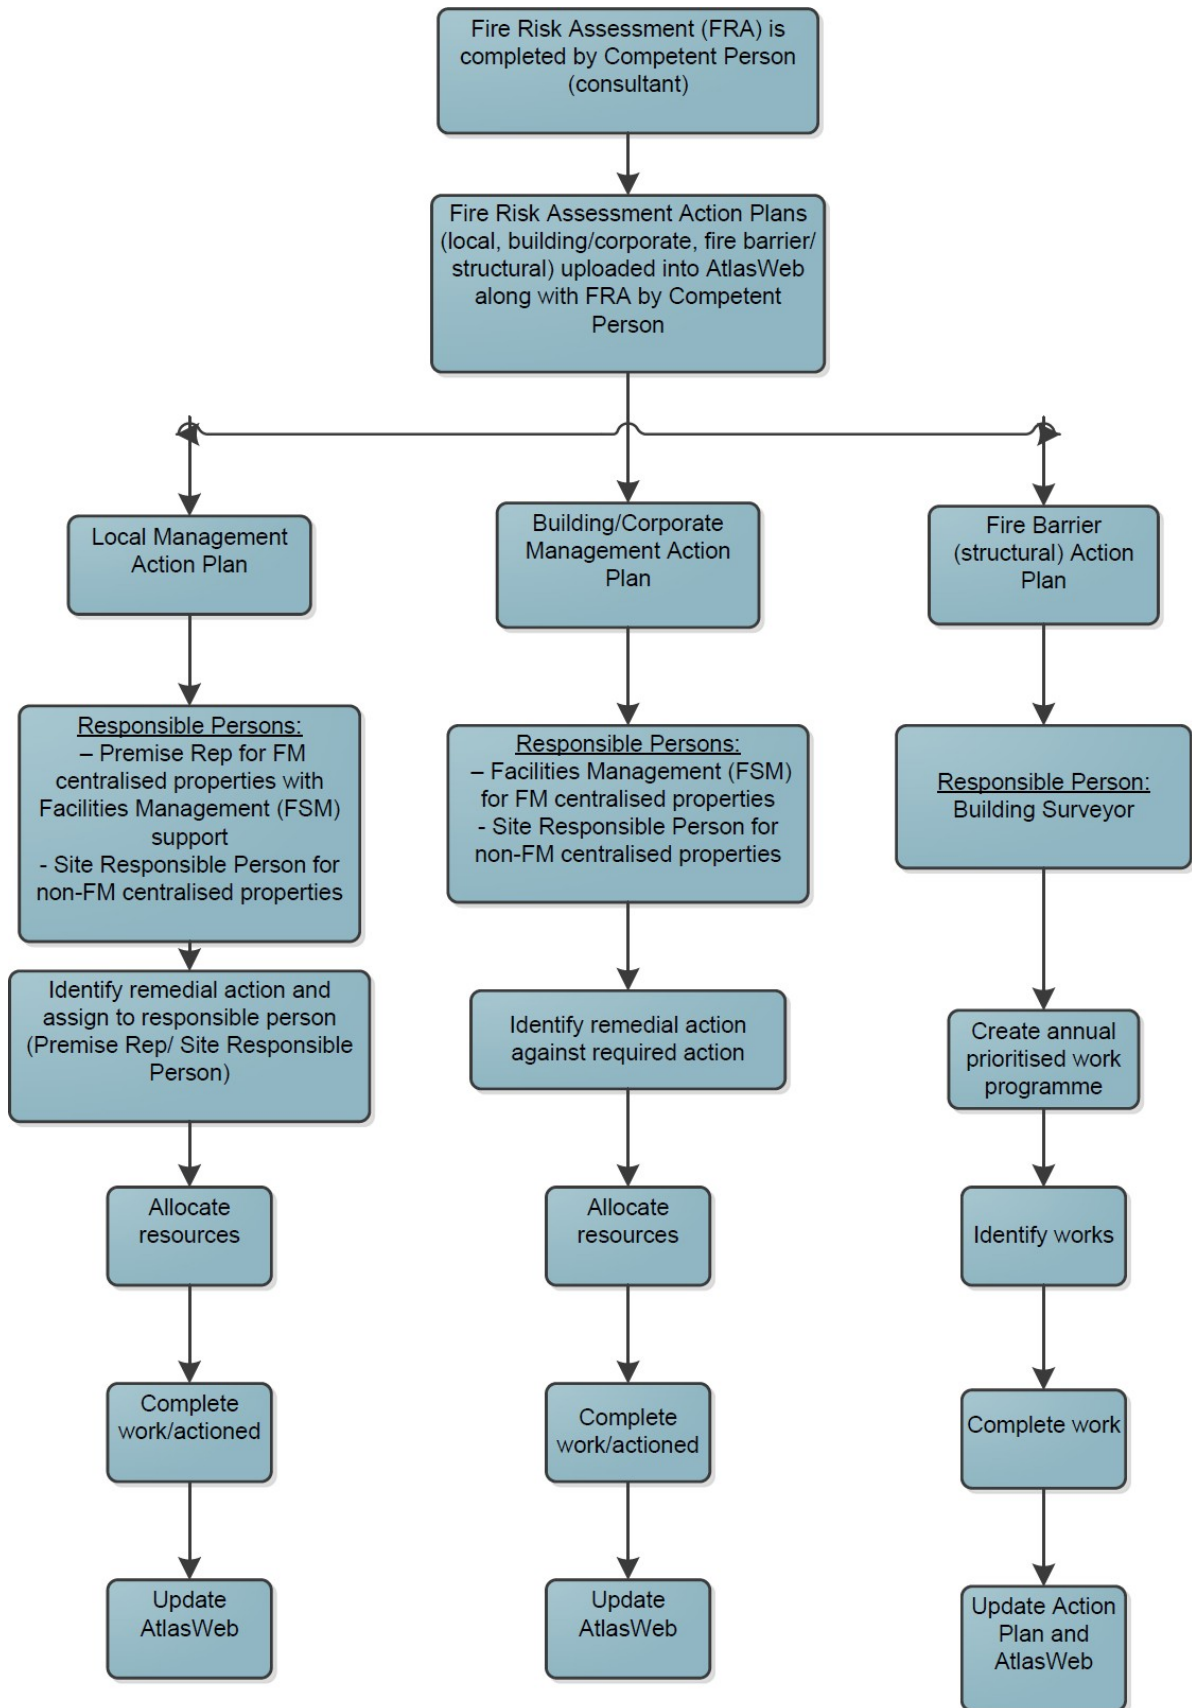 Fire Risk Assessment (FRA) is
completed by Competent Person
(consultant)
Fire Risk Assessment Action Plans
(local, building/corporate, fire barrier/
structural) uploaded into AtlasWeb
along with FRA by Competent
Person
Local Management
Action Plan
Responsible Persons:
– Premise Rep for FM
centralised properties with
Facilities Management (FSM)
support
- Site Responsible Person for
non-FM centralised properties
Identify remedial action and
assign to responsible person
(Premise Rep/ Site Responsible
Person)
Allocate
resources
Complete
work/actioned
Update
AtlasWeb
Building/Corporate
Management Action
Plan
Responsible Persons:
– Facilities Management (FSM)
for FM centralised properties
- Site Responsible Person for
non-FM centralised properties
Identify remedial action
against required action
Allocate
resources
Complete
work/actioned
Update
AtlasWeb
Fire Barrier
(structural) Action
Plan
Responsible Person:
Building Surveyor
Create annual
prioritised work
programme
Identify works
Complete work
Update Action
Plan and
AtlasWeb